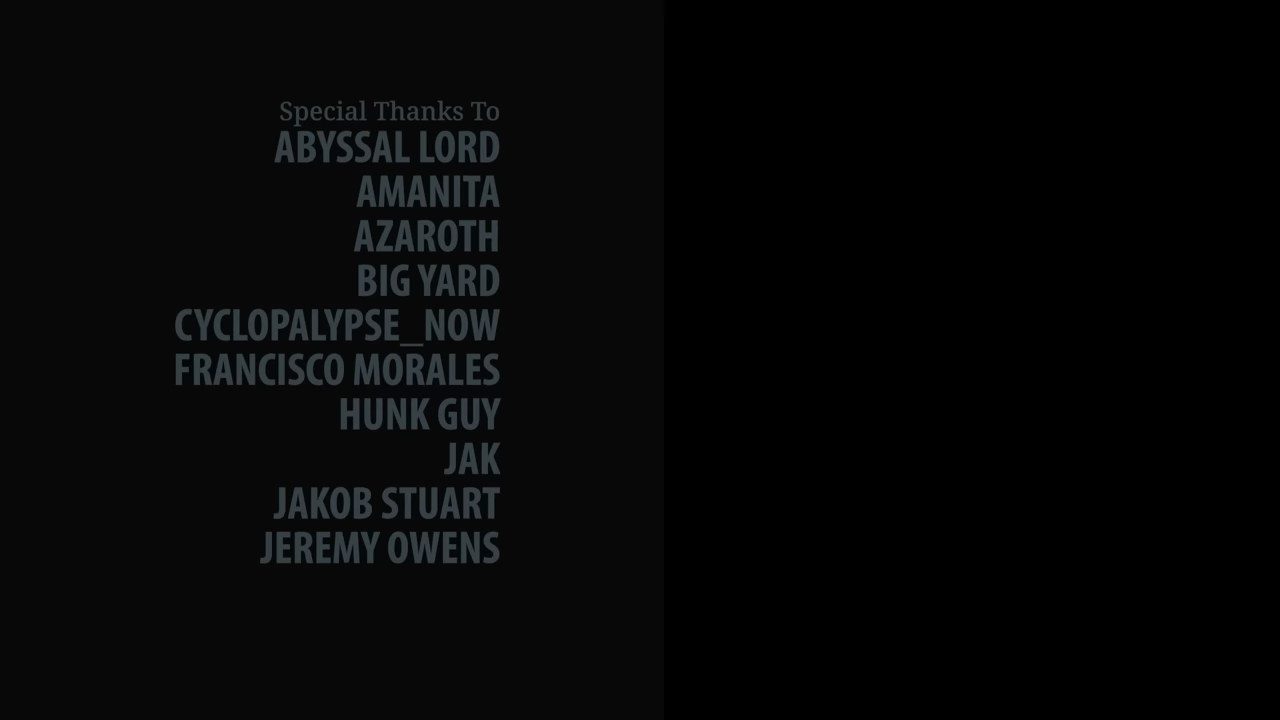 Special Thanks To
ABYSSAL LORD
AMANITA
AZAROTH
BIG YARD
CYCLOPALYPSE_NOW
FRANCISCO MORALES
HUNK GUY
JAK
JAKOB STUART
JEREMY OWENS